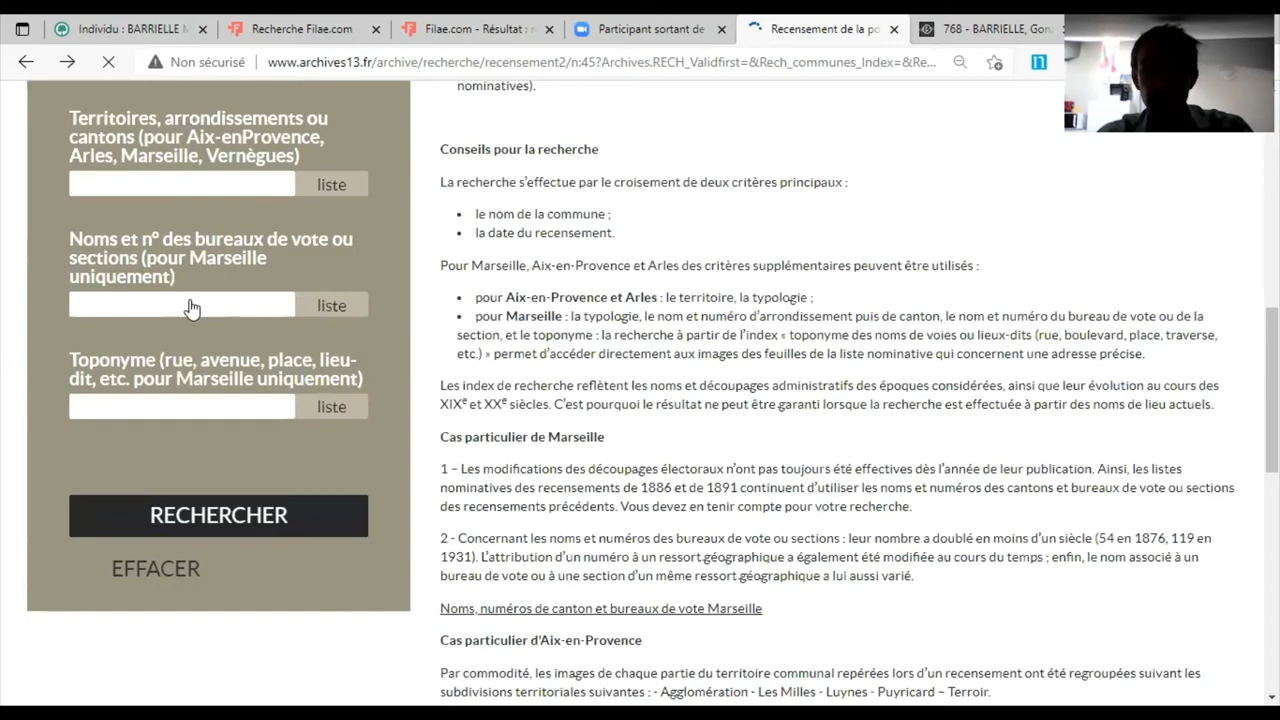 Individu : BARRIELLE
Recherche Filae.com
Filae.com - Résultat :
Participant sortant de
Recensement de la po
768 - BARRIELLE, Gon
Non sécurisé
www.archives13.fr/archive/recherche/recensement2/n:45?Archives.RECH_Validfirst=&Rech_communes_Index=&Re...
Territoires, arrondissements ou
cantons (pour Aix-enProvence,
Arles, Marseille, Vernègues)
liste
Noms et n° des bureaux de vote ou
sections (pour Marseille
uniquement)
liste
Toponyme (rue, avenue, place, lieu-
dit, etc. pour Marseille uniquement)
liste
RECHERCHER
EFFACER
nominatives).
Conseils pour la recherche
La recherche s'effectue par le croisement de deux critères principaux :
• le nom de la commune ;
• la date du recensement.
Pour Marseille, Aix-en-Provence et Arles des critères supplémentaires peuvent être utilisés :
• pour Aix-en-Provence et Arles : le territoire, la typologie ;
• pour Marseille : la typologie, le nom et numéro d'arrondissement puis de canton, le nom et numéro du bureau de vote ou de la
section, et le toponyme : la recherche à partir de l'index « toponyme des noms de voies ou lieux-dits (rue, boulevard, place, traverse,
etc.) » permet d'accéder directement aux images des feuilles de la liste nominative qui concernent une adresse précise.
Les index de recherche reflètent les noms et découpages administratifs des époques considérées, ainsi que leur évolution au cours des
XIXe et XXe siècles. C'est pourquoi le résultat ne peut être garanti lorsque la recherche est effectuée à partir des noms de lieu actuels.
Cas particulier de Marseille
1 – Les modifications des découpages électoraux n'ont pas toujours été effectives dès l'année de leur publication. Ainsi, les listes
nominatives des recensements de 1886 et de 1891 continuent d'utiliser les noms et numéros des cantons et bureaux de vote ou sections
des recensements précédents. Vous devez en tenir compte pour votre recherche.
2 - Concernant les noms et numéros des bureaux de vote ou sections : leur nombre a doublé en moins d'un siècle (54 en 1876, 119 en
1931). L'attribution d'un numéro à un ressort géographique a également été modifiée au cours du temps ; enfin, le nom associé à un
bureau de vote ou à une section d'un même ressort géographique a lui aussi varié.
Noms, numéros de canton et bureaux de vote Marseille
Cas particulier d'Aix-en-Provence
Par commodité, les images de chaque partie du territoire communal repérées lors d'un recensement ont été regroupées suivant les
subdivisions territoriales suivantes : - Agglomération - Les Milles - Luynes - Puyricard – Terroir.